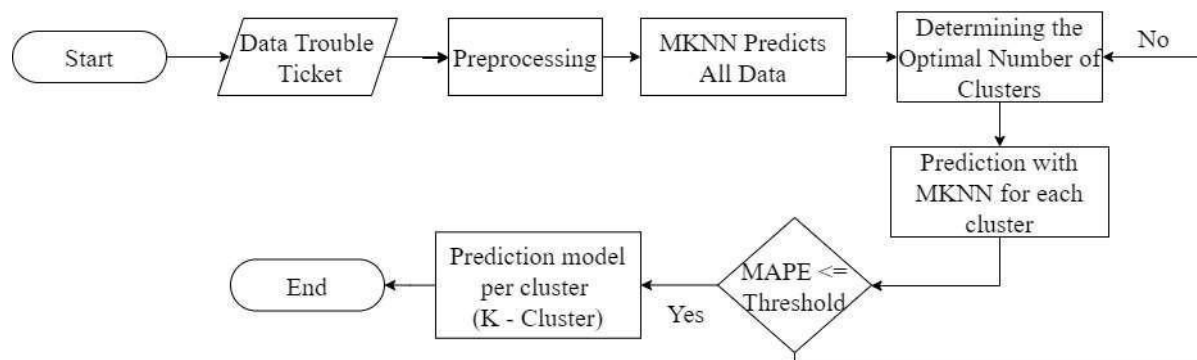 Start
Data Trouble
Ticket
Preprocessing
MKNN Predicts
All Data
Determining the
Optimal Number of
Clusters
No
Prediction with
MKNN for each
cluster
MAPE <=
Threshold
Yes
Prediction model
per cluster
(K - Cluster)
End